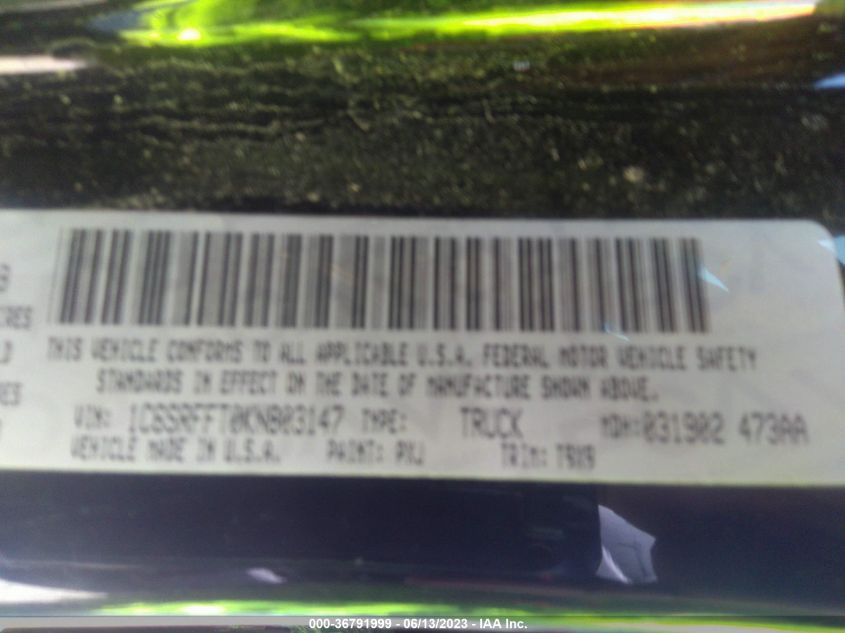 THIS VEHICLE CONFORMS TO ALL APPLICABLE U.S.A. FEDERAL MOTOR VEHICLE SAFETY
STANDARDS IN EFFECT ON THE DATE OF MANUFACTURE SHOWN ABOVE.
VIN: 1C6SRFFT0KN803147 TYPE: TRUCK MDH:031902 473AA
VEHICLE MADE IN U.S.A. PAINT: PXJ TRIM:
000-36791999 - 06/13/2023 - IAA Inc.